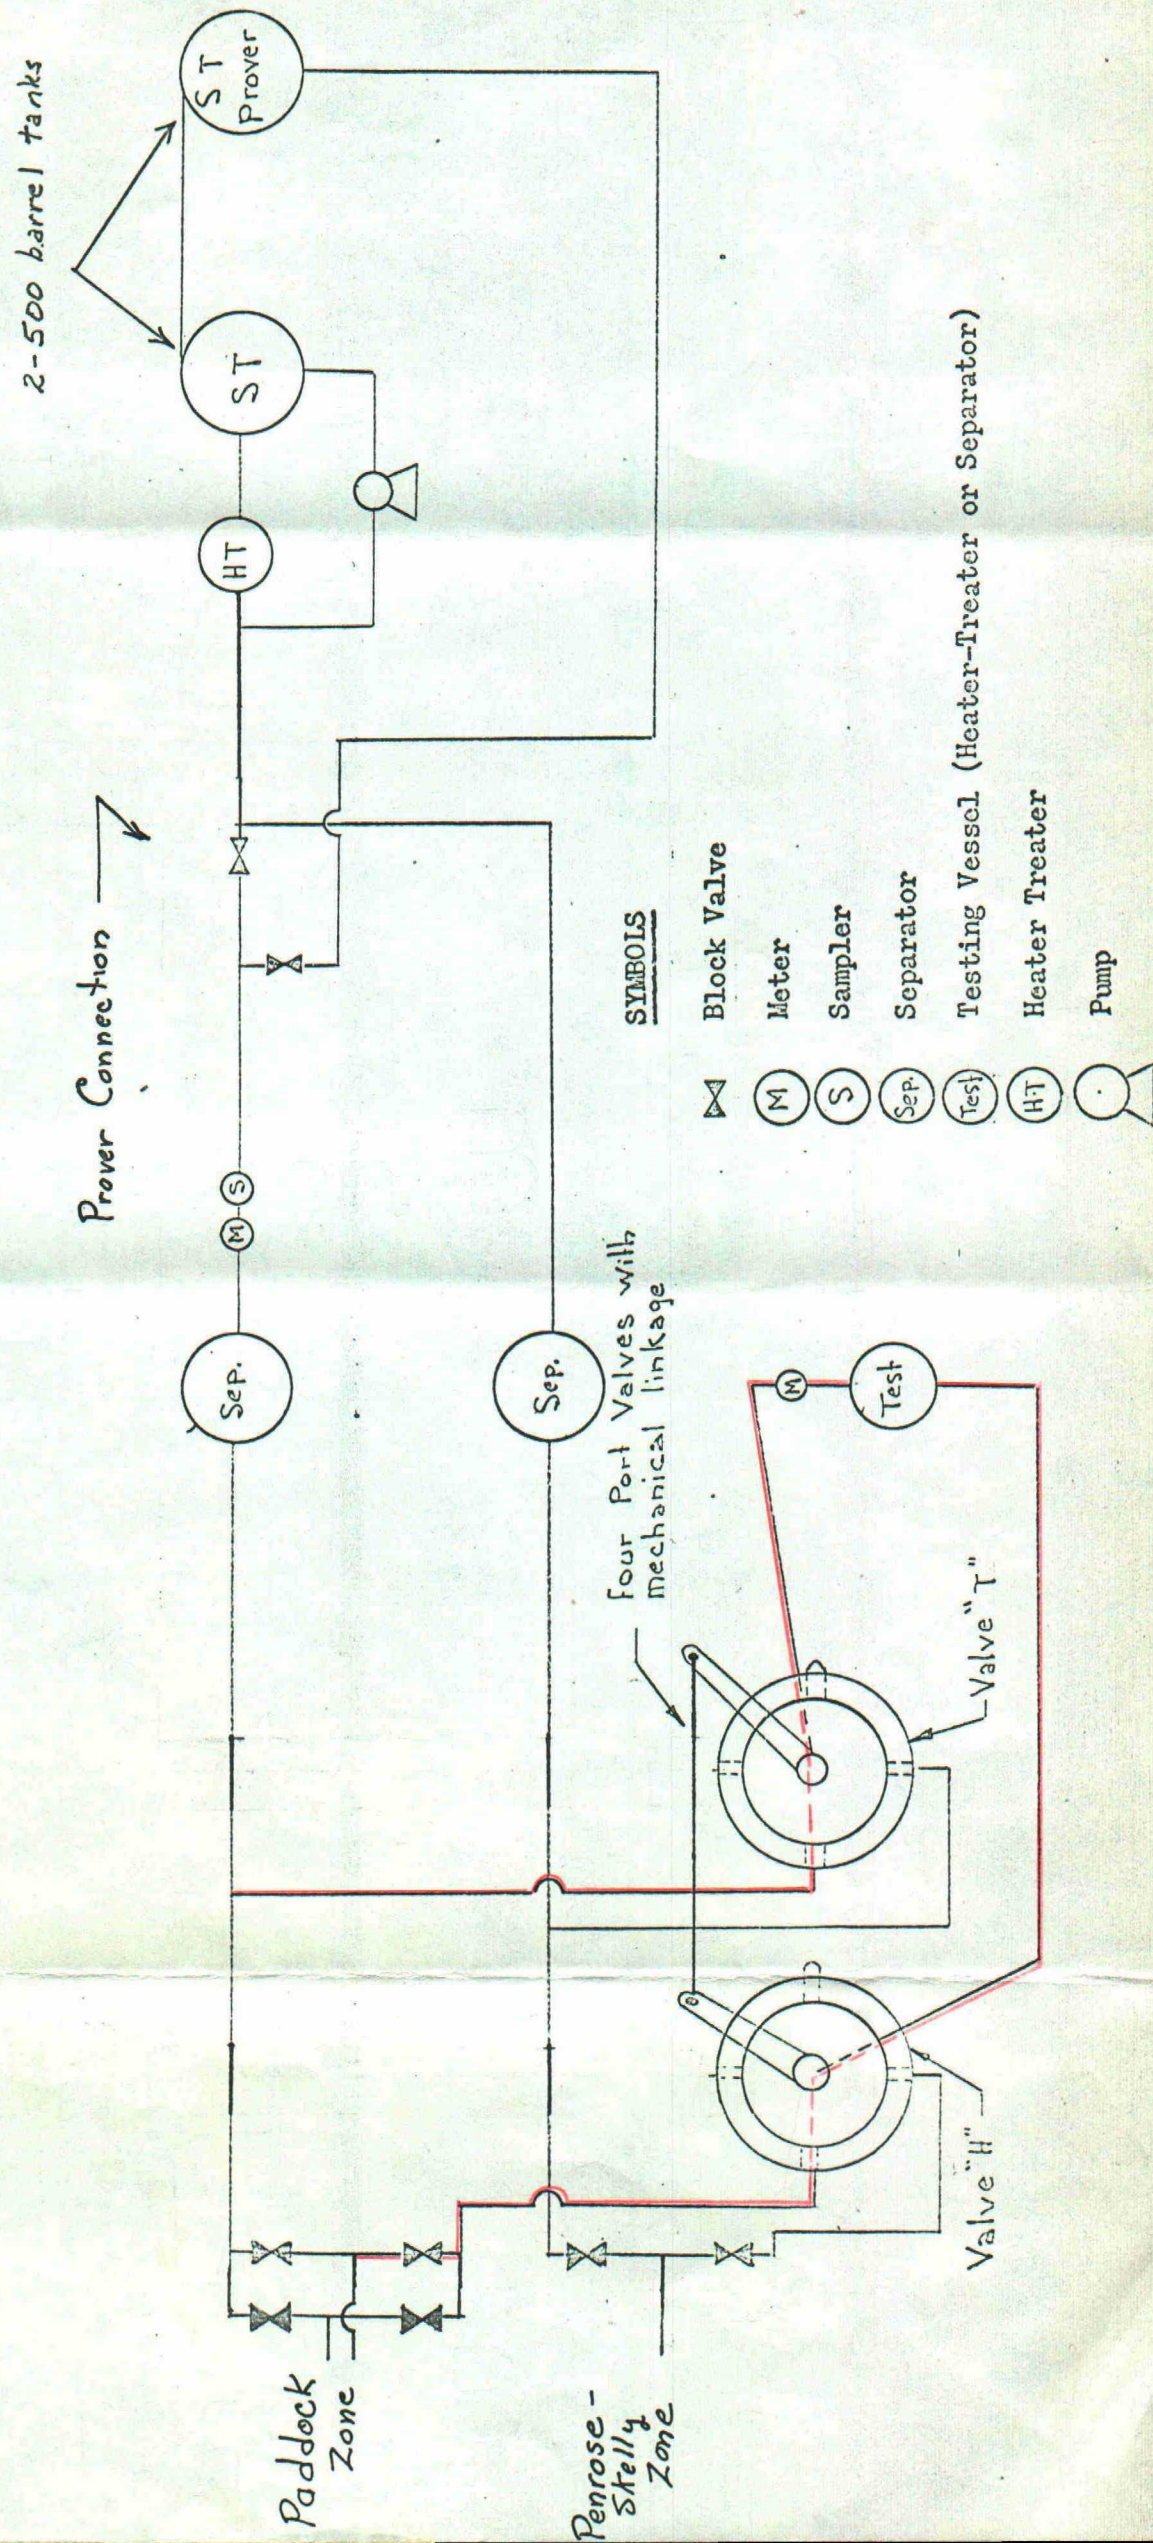 2-500 barrel tanks
S T
Prover
S T
HT
Prover Connection
M
S
Sep.
Sep.
Four Port Valves with
mechanical linkage
M
Test
Valve "T"
Valve "H"
Paddock
Zone
Penrose -
Skelly
Zone
SYMBOLS
Block Valve
M Meter
S Sampler
Sep. Separator
Test Testing Vessel (Heater-Treater or Separator)
H-T Heater Treater
Pump